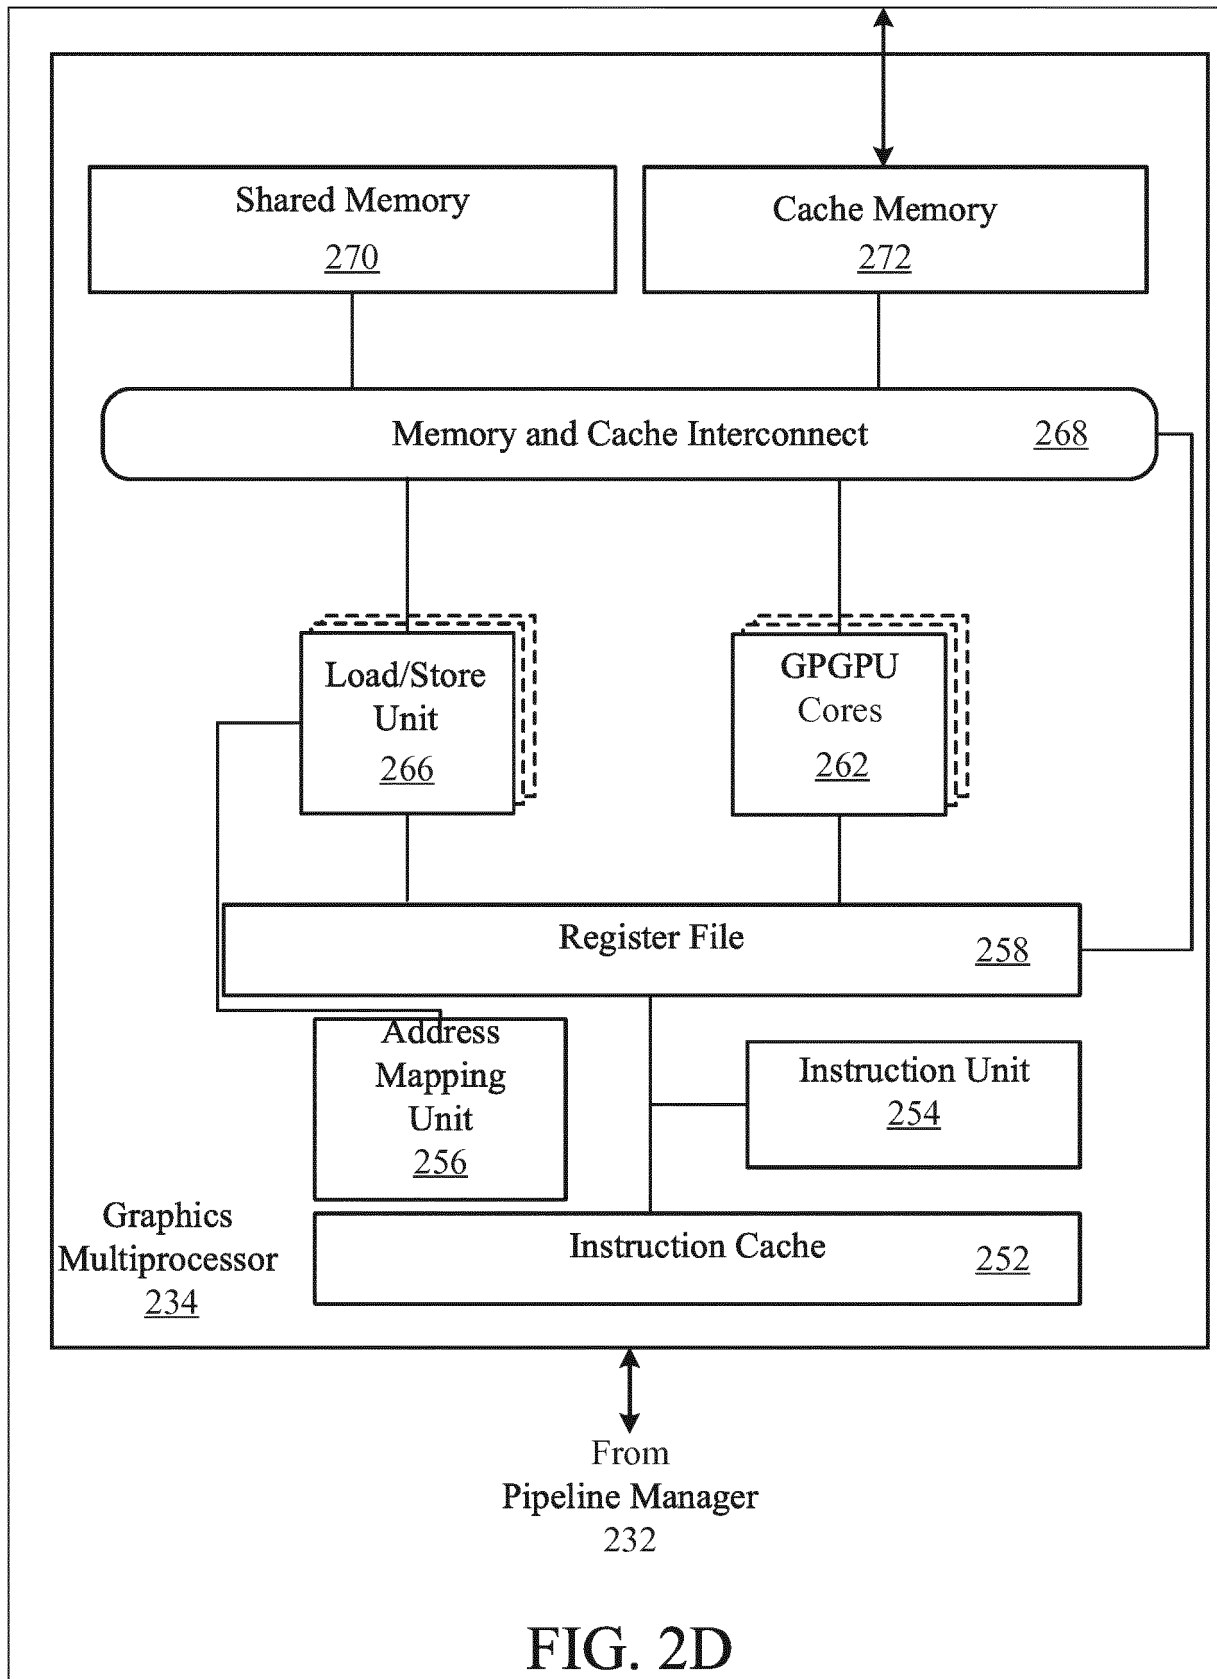 Shared Memory
270
Cache Memory
272
Memory and Cache Interconnect 268
Load/Store
Unit
266
GPGPU
Cores
262
Register File 258
Address
Mapping
Unit
256
Instruction Unit
254
Graphics
Multiprocessor
234
Instruction Cache 252
From
Pipeline Manager
232
FIG. 2D